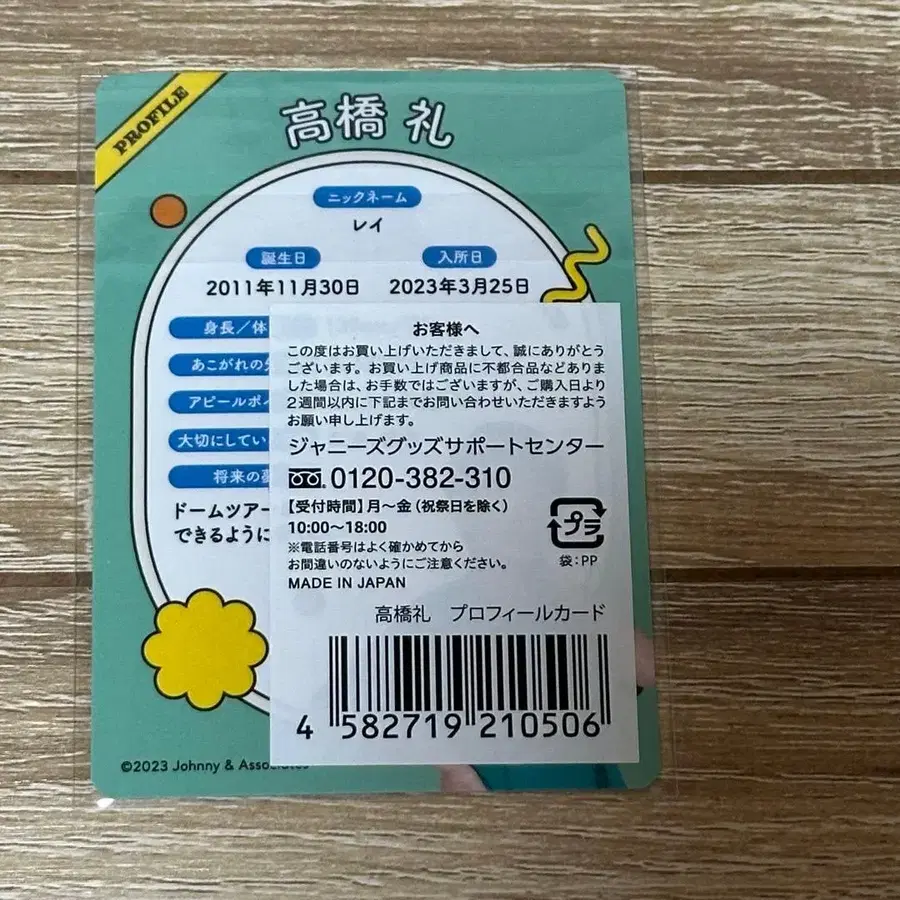 PROFILE
高橋 礼
ニックネーム
レイ
誕生日 入所日
2011年11月30日 2023年3月25日
身長／体
あこがれの
アピールポ
大切にしてい
将来の夢
ドームツアー
できるように
お客様へ
この度はお買い上げいただきまして、誠にありがとう
ございます。お買い上げ商品に不都合品などありま
した場合は、お手数ではございますが、ご購入日より
2週間以内に下記までお問い合わせいただきますよう
お願い申し上げます。
ジャニーズグッズサポートセンター
0120-382-310
【受付時間】月〜金（祝祭日を除く）
10:00〜18:00
※電話番号はよく確かめてから
お間違いのないようにご注意ください。
MADE IN JAPAN
プラ
袋：PP
高橋礼　プロフィールカード
4 582719 210506
©2023 Johnny & Associates